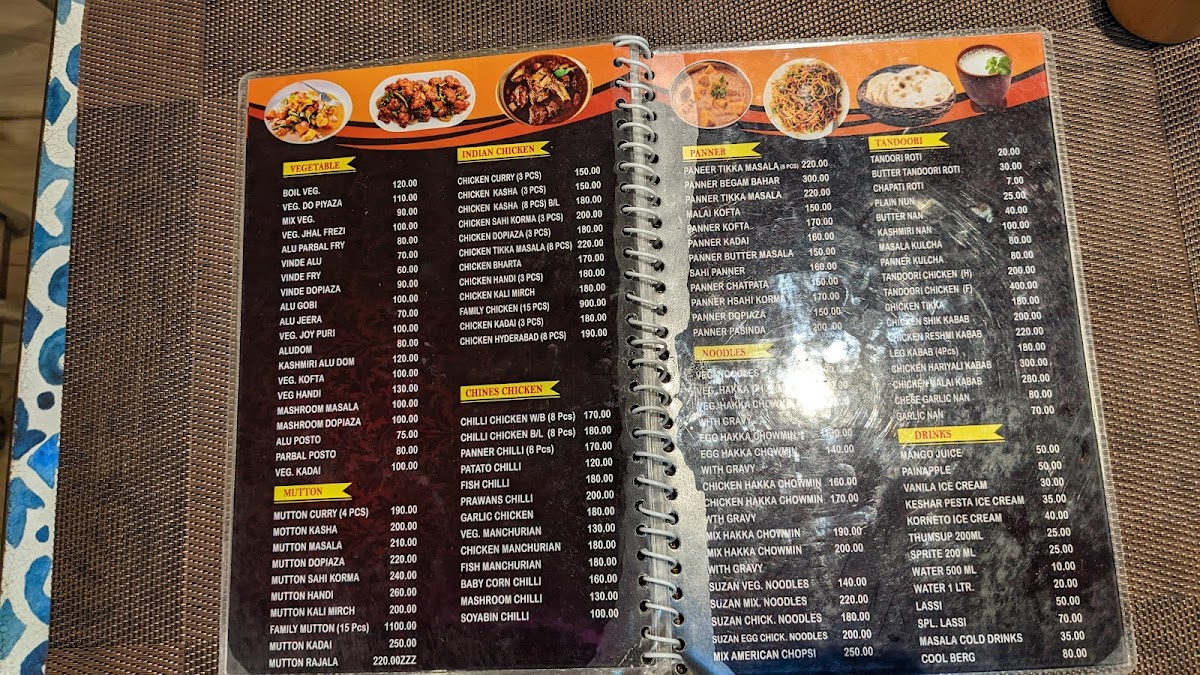 VEGETABLE
BOIL VEG. 120.00
VEG. DO PIYAZA 110.00
MIX VEG. 90.00
VEG. JHAL FREZI 100.00
ALU PARBAL FRY 80.00
VINDE ALU 70.00
VINDE FRY 60.00
VINDE DOPIAZA 90.00
ALU GOBI 100.00
ALU JEERA 70.00
VEG. JOY PURI 100.00
ALUDOM 80.00
KASHMIRI ALU DOM 120.00
VEG. KOFTA 100.00
VEG HANDI 130.00
MASHROOM MASALA 100.00
MASHROOM DOPIAZA 100.00
ALU POSTO 75.00
PARBAL POSTO 80.00
VEG. KADAI 100.00
MUTTON
MUTTON CURRY (4 PCS) 190.00
MOTTON KASHA 200.00
MUTTON MASALA 210.00
MUTTON DOPIAZA 220.00
MUTTON SAHI KORMA 240.00
MUTTON HANDI 260.00
MUTTON KALI MIRCH 200.00
FAMILY MUTTON (15 Pcs) 1100.00
MUTTON KADAI 250.00
MUTTON RAJALA 220.00ZZZ
INDIAN CHICKEN
CHICKEN CURRY (3 PCS) 150.00
CHICKEN KASHA (3 PCS) 150.00
CHICKEN KASHA (8 PCS) B/L 180.00
CHICKEN SAHI KORMA (3 PCS) 200.00
CHICKEN DOPIAZA (3 PCS) 180.00
CHICKEN TIKKA MASALA (8 PCS) 220.00
CHICKEN BHARTA 170.00
CHICKEN HANDI (3 PCS) 180.00
CHICKEN KALI MIRCH 180.00
FAMILY CHICKEN (15 PCS) 900.00
CHICKEN KADAI (3 PCS) 180.00
CHICKEN HYDERABAD (8 PCS) 190.00
CHINES CHICKEN
CHILLI CHICKEN W/B (8 Pcs) 170.00
CHILLI CHICKEN B/L (8 Pcs) 180.00
PANNER CHILLI (8 Pcs) 170.00
PATATO CHILLI 120.00
FISH CHILLI 180.00
PRAWANS CHILLI 200.00
GARLIC CHICKEN 180.00
VEG. MANCHURIAN 130.00
CHICKEN MANCHURIAN 180.00
FISH MANCHURIAN 180.00
BABY CORN CHILLI 160.00
MASHROOM CHILLI 130.00
SOYABIN CHILLI 100.00
PANNER
PANEER TIKKA MASALA (8 PCS) 220.00
PANNER BEGAM BAHAR 300.00
PANNER TIKKA MASALA 220.00
MALAI KOFTA 150.00
PANNER KOFTA 170.00
PANNER KADAI 160.00
PANNER BUTTER MASALA 150.00
SAHI PANNER 160.00
PANNER CHATPATA 150.00
PANNER HSAHI KORMA 170.00
PANNER DOPIAZA 150.00
PANNER PASINDA 200.00
NOODLES
VEG. NOODLES
VEG. HAKKA CHOWMIN
VEG. HAKKA CHOWMIN
WITH GRAVY
EGG HAKKA CHOWMIN
EGG HAKKA CHOWMIN 140.00
WITH GRAVY
CHICKEN HAKKA CHOWMIN 160.00
CHICKEN HAKKA CHOWMIN 170.00
WTH GRAVY
MIX HAKKA CHOWMIN 190.00
MIX HAKKA CHOWMIN 200.00
WITH GRAVY
SUZAN VEG. NOODLES 140.00
SUZAN MIX. NOODLES 220.00
SUZAN CHICK. NOODLES 180.00
SUZAN EGG CHICK. NOODLES 200.00
MIX AMERICAN CHOPSI 250.00
TANDOORI
TANDORI ROTI 20.00
BUTTER TANDOORI ROTI 30.00
CHAPATI ROTI 7.00
PLAIN NUN 25.00
BUTTER NAN 40.00
KASHMIRI NAN 100.00
MASALA KULCHA 80.00
PANNER KULCHA 80.00
TANDOORI CHICKEN (H) 200.00
TANDOORI CHICKEN (F) 400.00
CHICKEN TIKKA 180.00
CHICKEN SHIK KABAB 200.00
CHICKEN RESHMI KABAB 220.00
LEG KABAB (4Pcs) 180.00
CHICKEN HARIYALI KABAB 300.00
CHICKEN MALAI KABAB 280.00
CHESE GARLIC NAN 80.00
GARLIC NAN 70.00
DRINKS
MANGO JUICE 50.00
PAINAPPLE 50.00
VANILA ICE CREAM 30.00
KESHAR PESTA ICE CREAM 35.00
KORNETO ICE CREAM 40.00
THUMSUP 200ML 25.00
SPRITE 200 ML 25.00
WATER 500 ML 10.00
WATER 1 LTR. 20.00
LASSI 50.00
SPL. LASSI 70.00
MASALA COLD DRINKS 35.00
COOL BERG 80.00